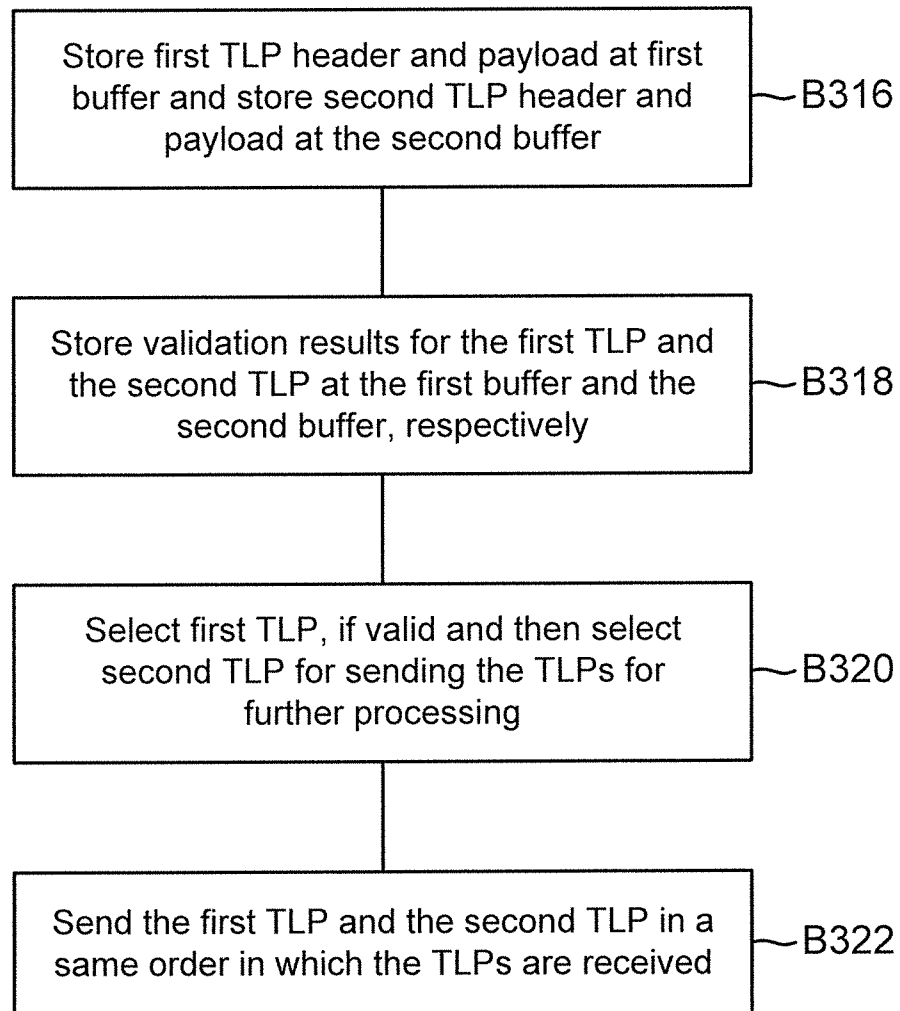 Store first TLP header and payload at first
buffer and store second TLP header and
payload at the second buffer
B316
Store validation results for the first TLP and
the second TLP at the first buffer and the
second buffer, respectively
B318
Select first TLP, if valid and then select
second TLP for sending the TLPs for
further processing
B320
Send the first TLP and the second TLP in a
same order in which the TLPs are received
B322